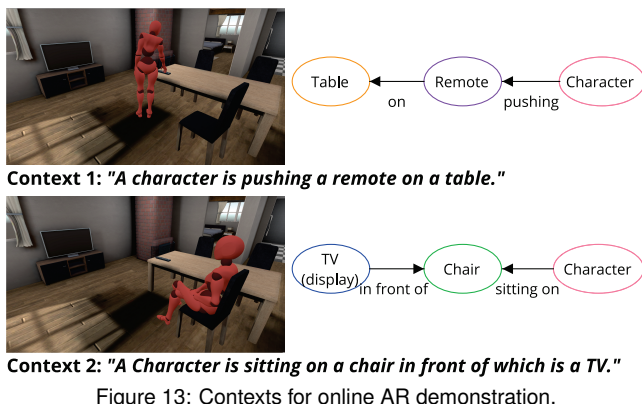 Table
Remote
Character
on
pushing
Context 1: "A character is pushing a remote on a table."
TV
(display)
Chair
Character
in front of
sitting on
Context 2: "A Character is sitting on a chair in front of which is a TV."
Figure 13: Contexts for online AR demonstration.